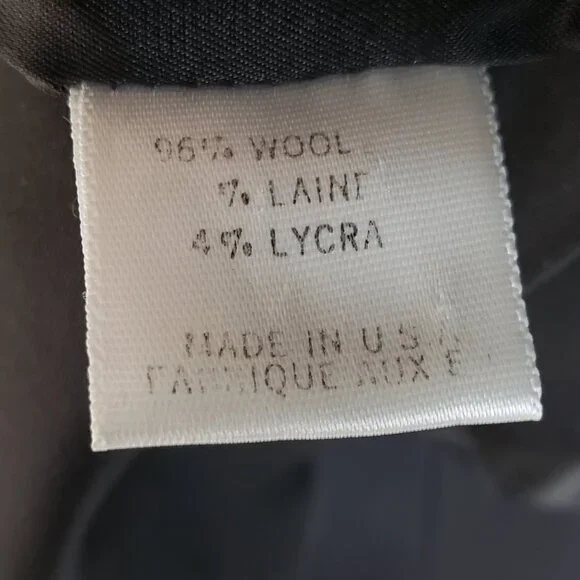 96% WOOL
% LAINE
4% LYCRA
MADE IN U S A
FABRIQUE AUX E